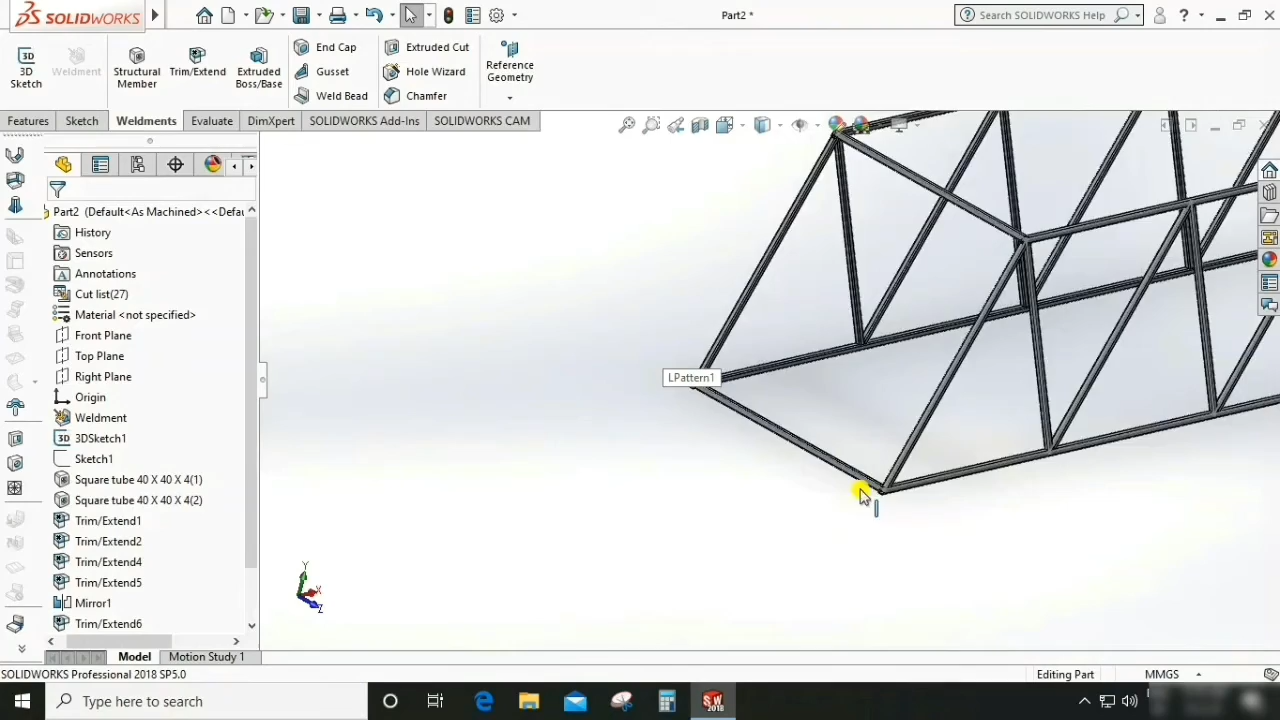 SOLIDWORKS
Part2 *
Search SOLIDWORKS Help
?
3D
Sketch
Weldment
Structural
Member
Trim/Extend
Extruded
Boss/Base
End Cap
Gusset
Weld Bead
Extruded Cut
Hole Wizard
Chamfer
Reference
Geometry
Features
Sketch
Weldments
Evaluate
DimXpert
SOLIDWORKS Add-Ins
SOLIDWORKS CAM
Part2 (Default<As Machined><<Defau
History
Sensors
Annotations
Cut list(27)
Material <not specified>
Front Plane
Top Plane
Right Plane
Origin
Weldment
3D 3DSketch1
Sketch1
Square tube 40 X 40 X 4(1)
Square tube 40 X 40 X 4(2)
Trim/Extend1
Trim/Extend2
Trim/Extend4
Trim/Extend5
Mirror1
Trim/Extend6
LPattern1
Y
X
Z
Model
Motion Study 1
SOLIDWORKS Professional 2018 SP5.0
Editing Part
MMGS
Type here to search
SW
2018